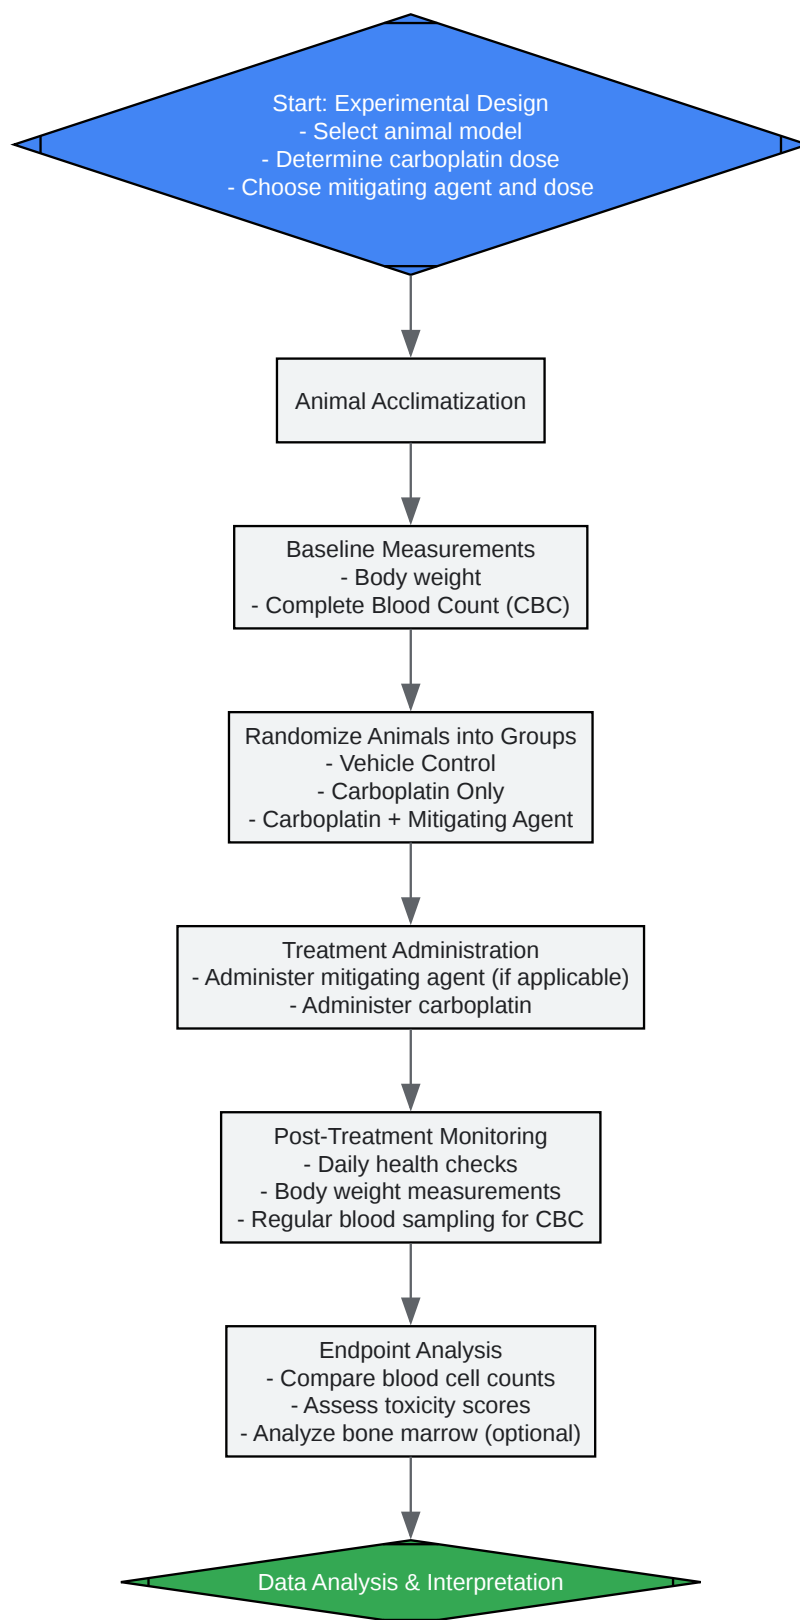 Start: Experimental Design
- Select animal model
- Determine carboplatin dose
- Choose mitigating agent and dose
Animal Acclimatization
Baseline Measurements
- Body weight
- Complete Blood Count (CBC)
Randomize Animals into Groups
- Vehicle Control
- Carboplatin Only
- Carboplatin + Mitigating Agent
Treatment Administration
- Administer mitigating agent (if applicable)
- Administer carboplatin
Post-Treatment Monitoring
- Daily health checks
- Body weight measurements
- Regular blood sampling for CBC
Endpoint Analysis
- Compare blood cell counts
- Assess toxicity scores
- Analyze bone marrow (optional)
Data Analysis & Interpretation